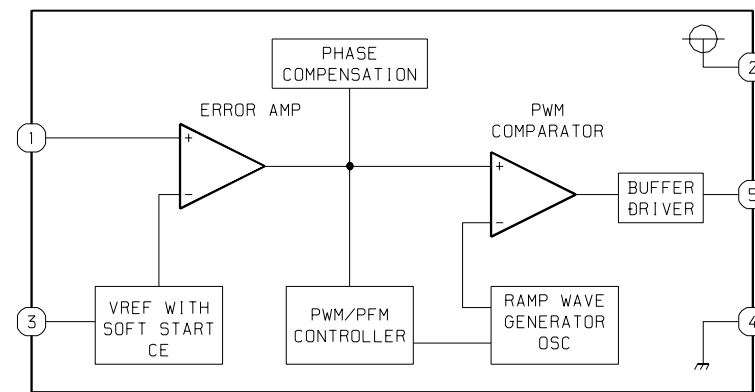 PHASE
COMPENSATION
ERROR AMP
PWM
COMPARATOR
1
2
+
-
+
-
BUFFER
DRIVER
5
3
VREF WITH
SOFT START
CE
PWM/PFM
CONTROLLER
RAMP WAVE
GENERATOR
OSC
4